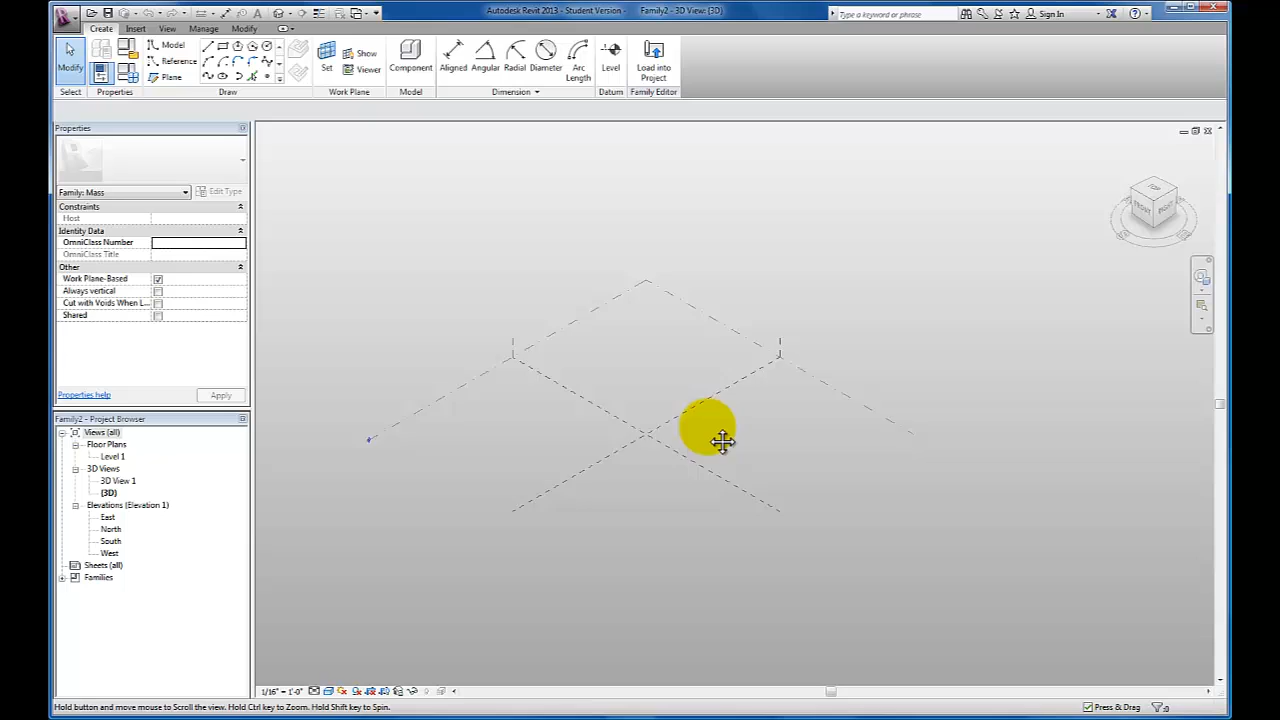 Autodesk Revit 2013 - Student Version - Family2 - 3D View: {3D}
Type a keyword or phrase
Sign In
Create Insert View Manage Modify
Modify
Model
Reference
Plane
Set
Show
Viewer
Component
Aligned Angular Radial Diameter Arc Length
Level
Load into Project
Select Properties Draw Work Plane Model Dimension Datum Family Editor
Properties
Family: Mass
Edit Type
Constraints
Host
Identity Data
OmniClass Number
OmniClass Title
Other
Work Plane-Based
Always vertical
Cut with Voids When L...
Shared
Properties help
Apply
Family2 - Project Browser
Views (all)
Floor Plans
Level 1
3D Views
3D View 1
{3D}
Elevations (Elevation 1)
East
North
South
West
Sheets (all)
Families
TOP
FRONT
RIGHT
1/16" = 1'-0"
Hold button and move mouse to Scroll the view. Hold Ctrl key to Zoom. Hold Shift key to Spin.
Press & Drag
:0